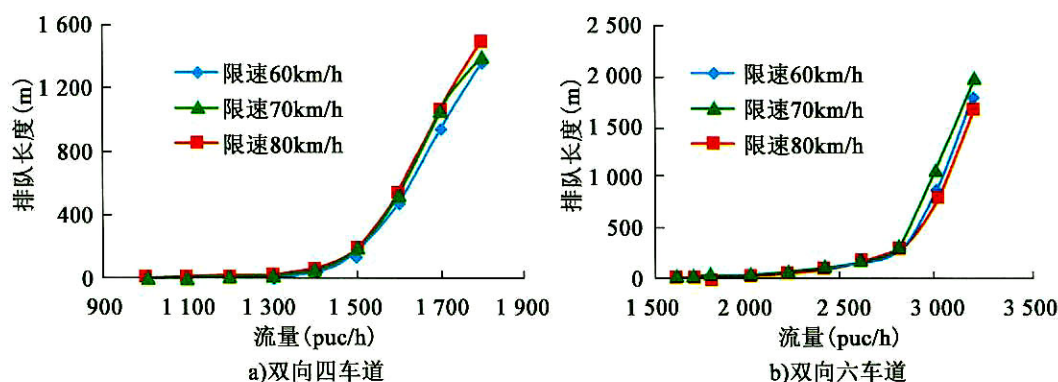 1 600
1 200
800
400
0
排队长度(m)
限速60km/h
限速70km/h
限速80km/h
900
1 100
1 300
1 500
1 700
1 900
流量(puc/h)
a)双向四车道
2 500
2 000
1 500
1 000
500
0
排队长度(m)
限速60km/h
限速70km/h
限速80km/h
1 500
2 000
2 500
3 000
3 500
流量(puc/h)
b)双向六车道